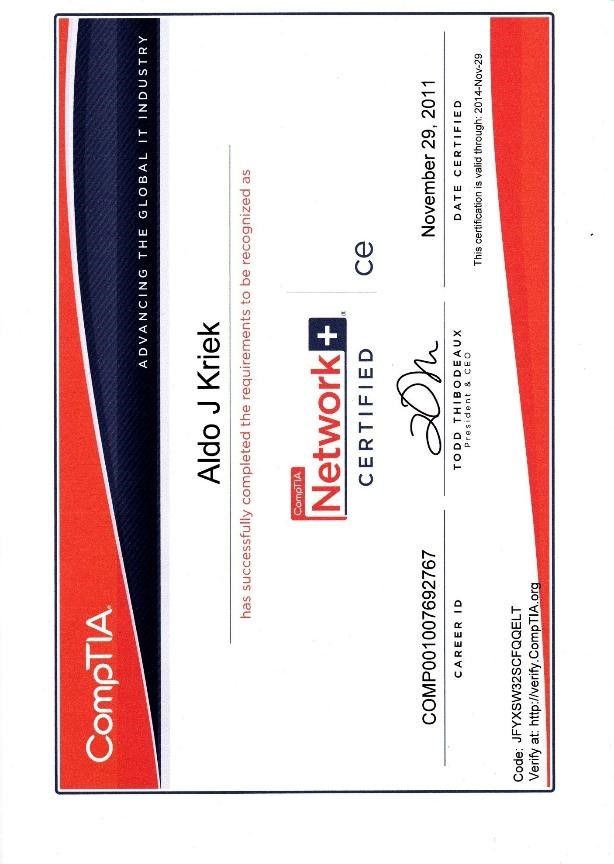 CompTIA®
ADVANCING THE GLOBAL IT INDUSTRY
Aldo J Kriek
has successfully completed the requirements to be recognized as
CompTIA
Network+
CERTIFIED
ce
COMP001007692767
CAREER ID
TODD THIBODEAUX
President & CEO
November 29, 2011
DATE CERTIFIED
This certification is valid through: 2014-Nov-29
Code: JFYXSW32SCFQQELT
Verify at: http://verify.CompTIA.org